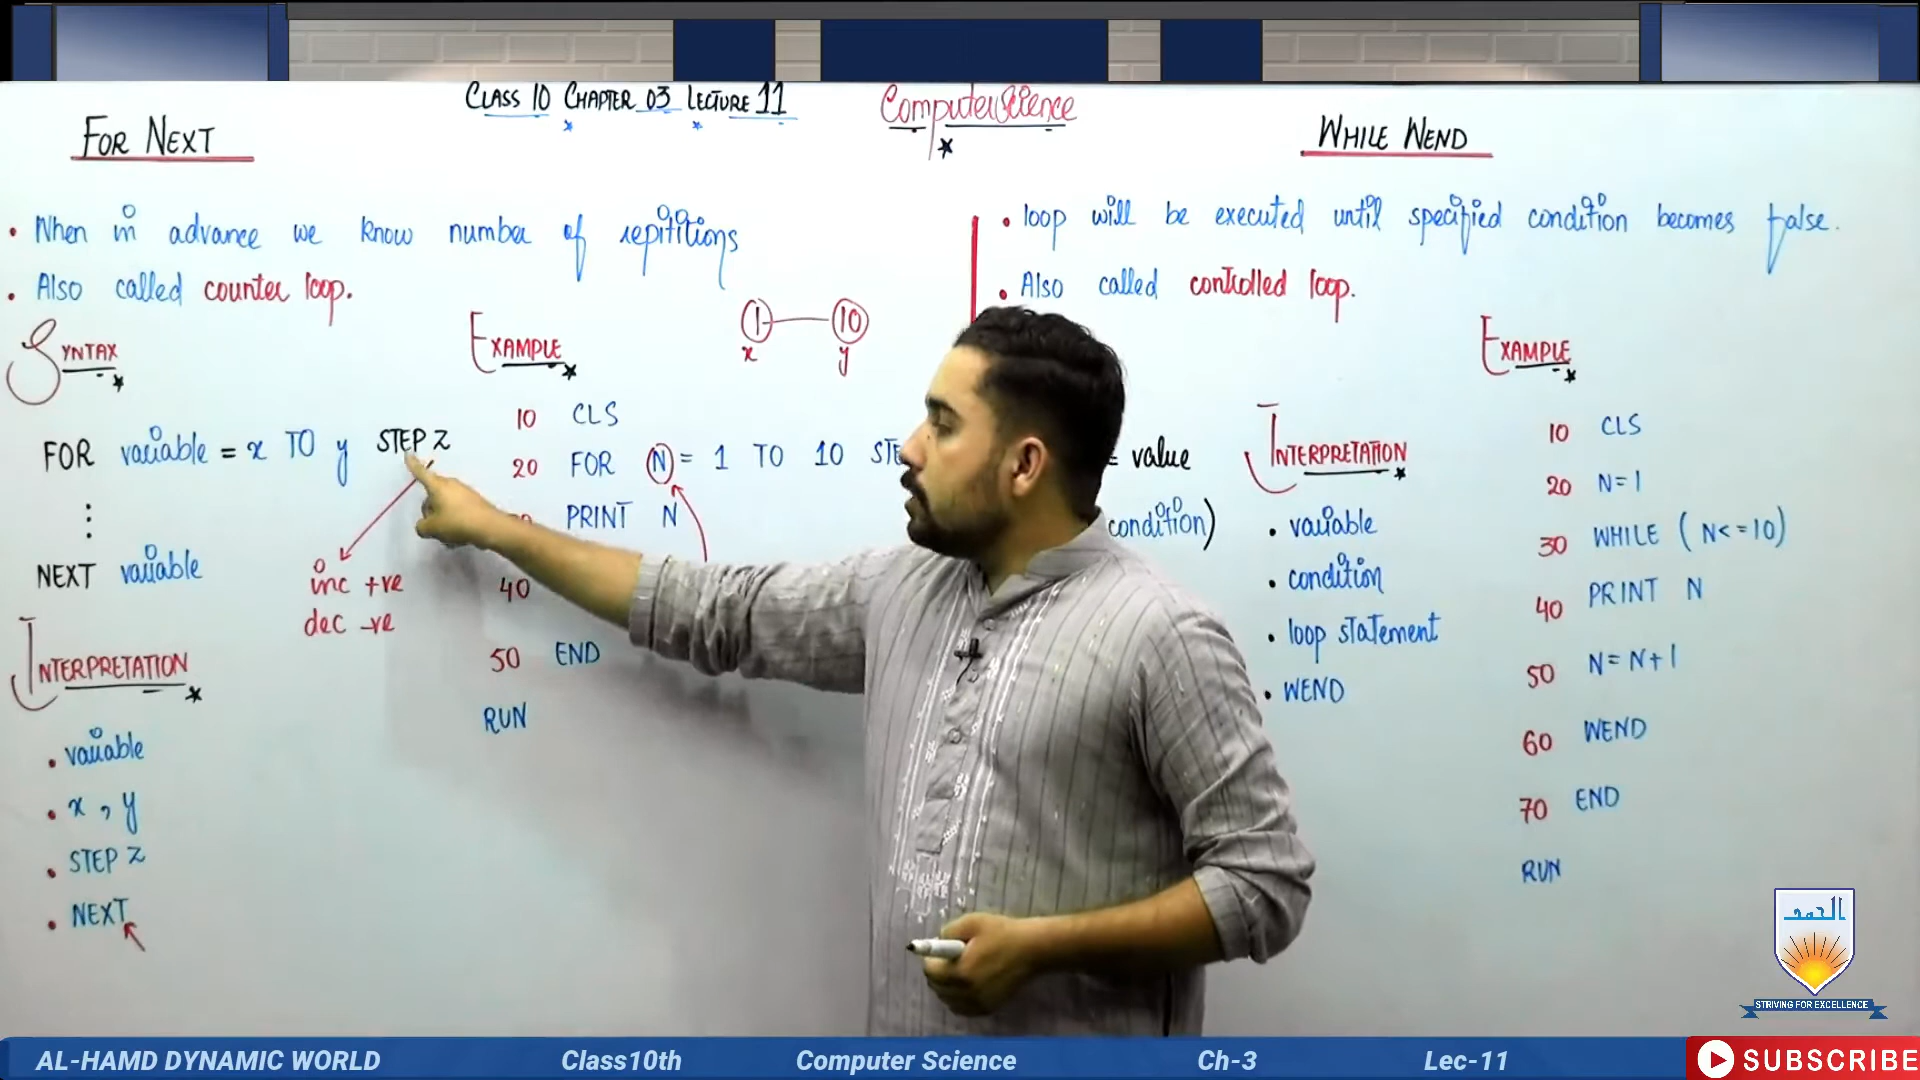 CLASS 10 CHAPTER 03 LECTURE 11
Computer Science
FOR NEXT
• When in advance we know number of repititions
• Also called counter loop.
SYNTAX
FOR variable = x TO y STEP Z
⋮
NEXT variable
inc +ve
dec -ve
INTERPRETATION
• variable
• x , y
• STEP Z
• NEXT
EXAMPLE
1 10
x y
10 CLS
20 FOR N = 1 TO 10
PRINT N
40
50 END
RUN
WHILE WEND
• loop will be executed until specified condition becomes false.
• Also called controlled loop.
= value
condition)
INTERPRETATION
• variable
• condition
• loop statement
• WEND
EXAMPLE
10 CLS
20 N=1
30 WHILE ( N<=10)
40 PRINT N
50 N=N+1
60 WEND
70 END
RUN
الحمد
STRIVING FOR EXCELLENCE
AL-HAMD DYNAMIC WORLD Class10th Computer Science Ch-3 Lec-11 SUBSCRIBE